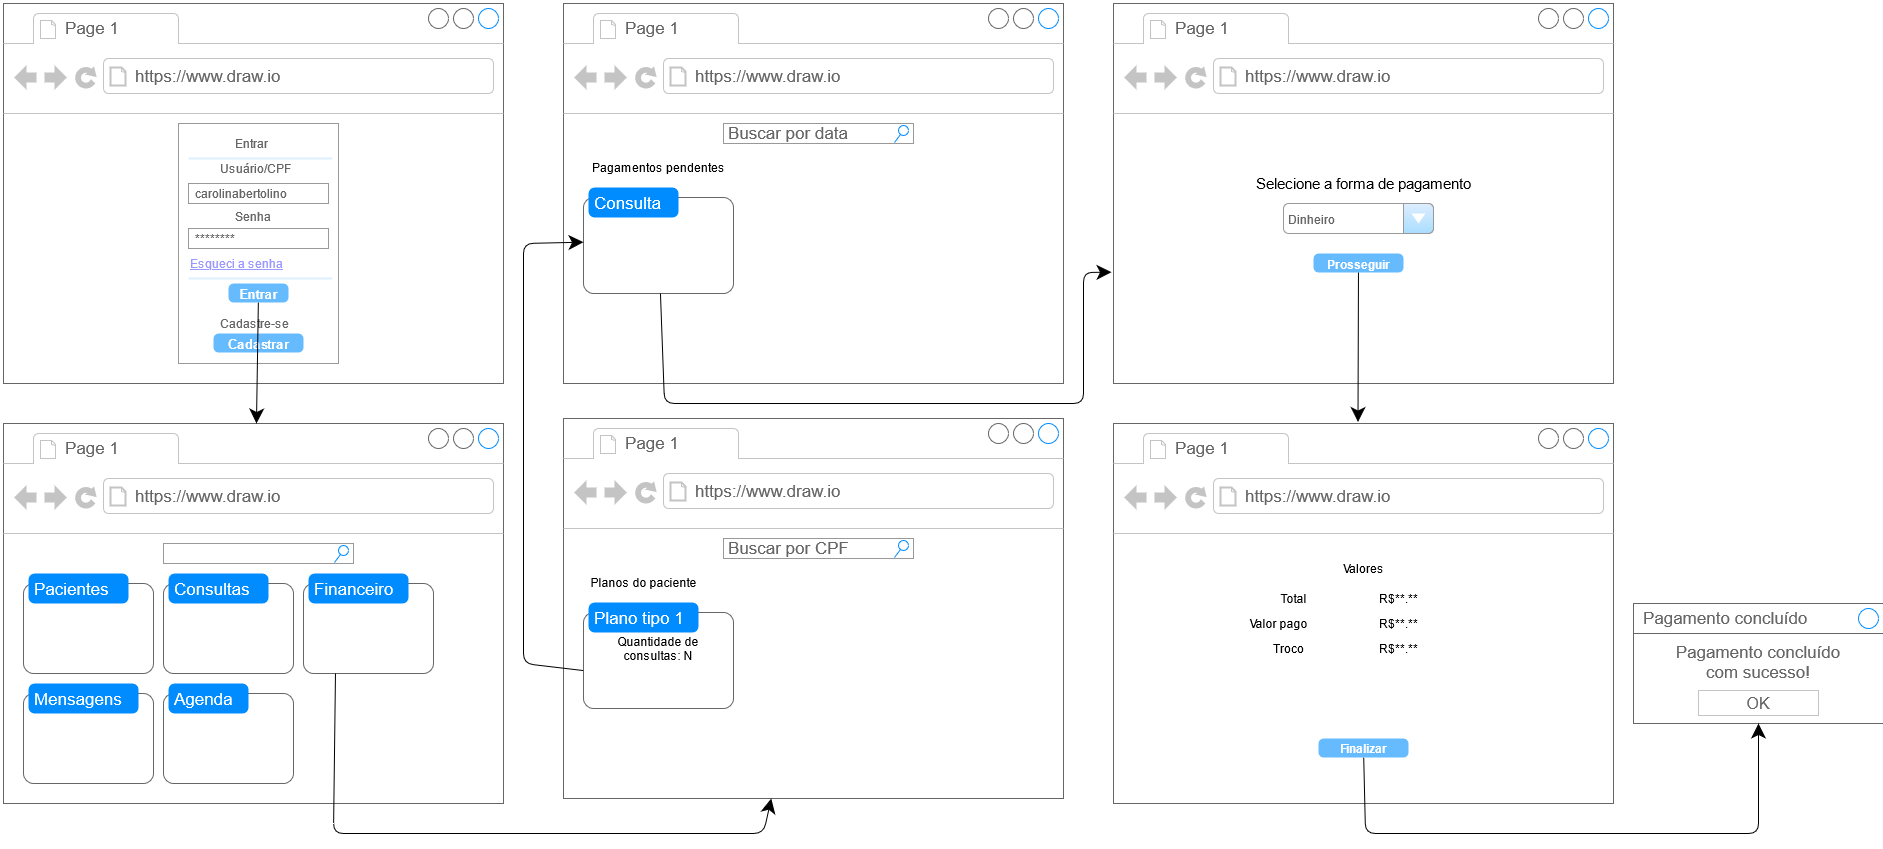 Page 1
https://www.draw.io
Entrar
Usuário/CPF
carolinabertolino
Senha
********
Esqueci a senha
Entrar
Cadastre-se
Cadastrar
Page 1
https://www.draw.io
Buscar por data
Pagamentos pendentes
Consulta
Page 1
https://www.draw.io
Selecione a forma de pagamento
Dinheiro
Prosseguir
Page 1
https://www.draw.io
Pacientes
Consultas
Financeiro
Mensagens
Agenda
Page 1
https://www.draw.io
Buscar por CPF
Planos do paciente
Plano tipo 1
Quantidade de
consultas: N
Page 1
https://www.draw.io
Valores
Total R$**.**
Valor pago R$**.**
Troco R$**.**
Finalizar
Pagamento concluído
Pagamento concluído
com sucesso!
OK